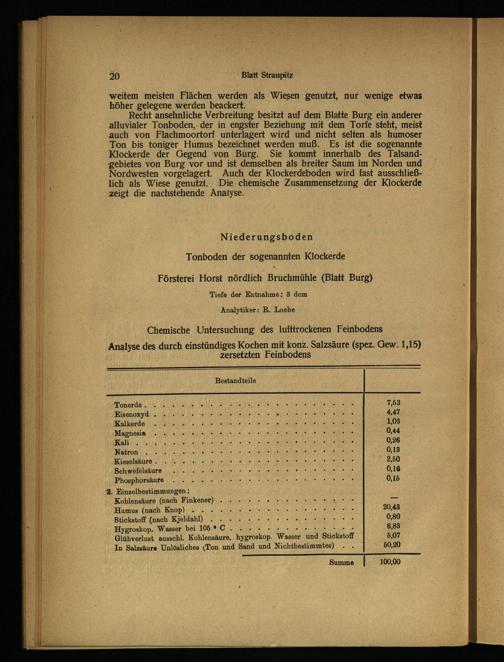 20
Blatt Straupitz
weitem meisten Flächen werden als Wiesen genutzt, nur wenige etwas
höher gelegene werden beackert.
Recht ansehnliche Verbreitung besitzt auf dem Blatte Burg ein anderer
alluvialer Tonboden, der in engster Beziehung mit dem Torfe steht, meist
auch von Flachmoortorf unterlagert wird und nicht selten als humoser
Ton bis toniger Humus bezeichnet werden muß. Es ist die sogenannte
Klockerde der Gegend von Burg. Sie kommt innerhalb des Talsand-
gebietes von Burg vor und ist demselben als breiter Saum im Norden und
Nordwesten vorgelagert. Auch der Klockerdeboden wird fast ausschließ-
lich als Wiese genutzt. Die chemische Zusammensetzung der Klockerde
zeigt die nachstehende Analyse.
Niederungsboden
Tonboden der sogenannten Klockerde
Försterei Horst nördlich Bruchmühle (Blatt Burg)
Tiefe der Entnahme: 3 dcm
Analytiker: R. Loebe
Chemische Untersuchung des lufttrockenen Feinbodens
Analyse des durch einstündiges Kochen mit konz. Salzsäure (spez. Gew. 1,15)
zersetzten Feinbodens
Bestandteile
Tonerde . . . 7,53
Eisenoxyd . . . 4,47
Kalkerde . . . 1,03
Magnesia . . . 0,44
Kali . . . 0,26
Natron . . . 0,13
Kieselsäure . . . 2,50
Schwefelsäure . . . 0,16
Phosphorsäure . . . 0,15
2. Einzelbestimmungen:
Kohlensäure (nach Finkener) . . . —
Humus (nach Knop) . . . 20,43
Stickstoff (nach Kjeldahl) . . . 0,80
Hygroskop. Wasser bei 105° C . . . 6,83
Glühverlust ausschl. Kohlensäure, hygroskop. Wasser und Stickstoff 5,07
In Salzsäure Unlösliches (Ton und Sand und Nichtbestimmtes) . . 50,20
Summe 100,00